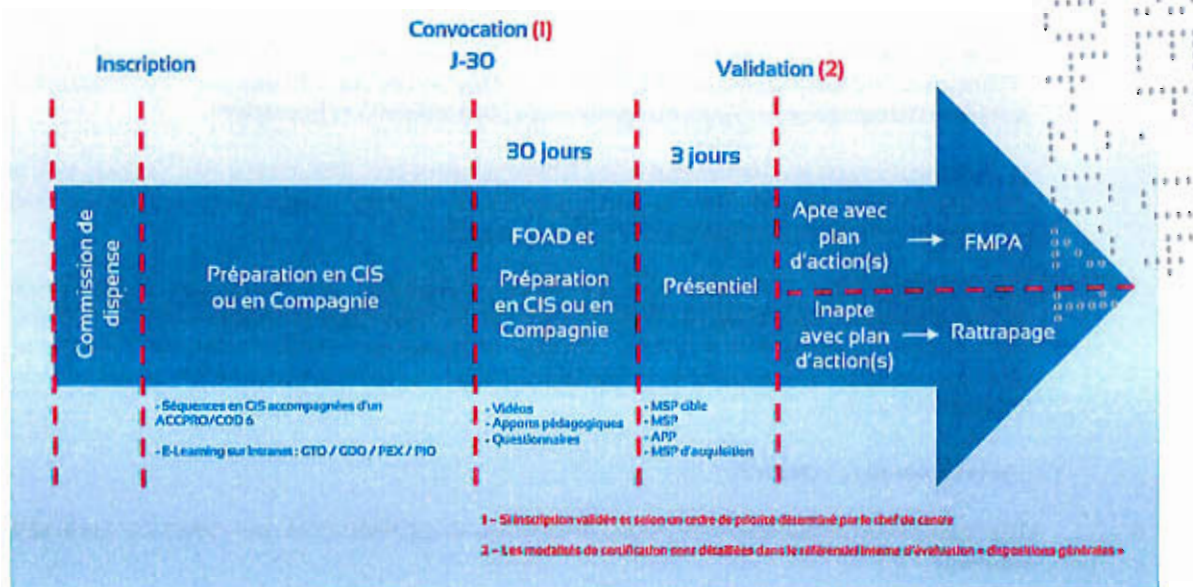 Convocation (1)
J-30
Inscription
Validation (2)
30 jours
3 jours
Commission de
dispense
Préparation en CIS
ou en Compagnie
FOAD et
Préparation
en CIS ou en
Compagnie
Présentiel
Apte avec
plan
d'action(s)
FMPA
Inapte
avec plan
d'action(s)
Rattrapage
- Séquences en CIS accompagnées d'un
ACCPRO/COD 6
- E-Learning sur Intranet : GTO / GDO / PEX / PIO
- Vidéos
- Apports pédagogiques
- Questionnaires
- MSP cible
- MSP
- APP
- MSP d'acquisition
1 – Si inscription validée et selon un ordre de priorité déterminé par le chef de centre
2 – Les modalités de certification sont détaillées dans le référentiel interne d'évaluation « dispositions générales »